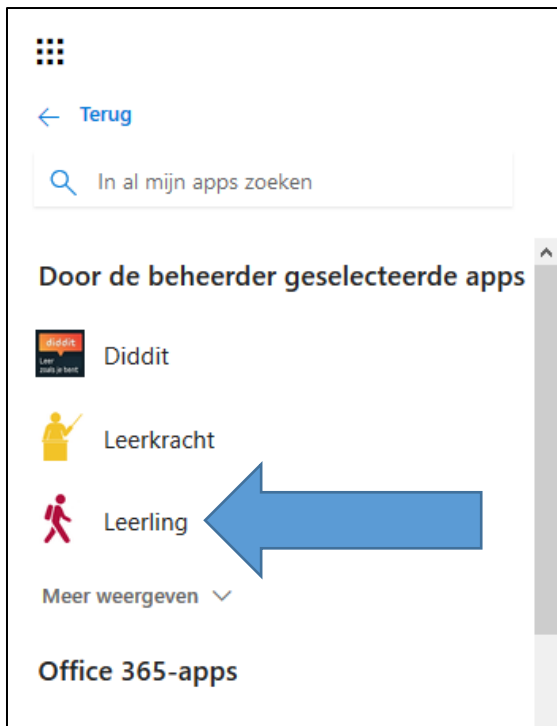 Terug
In al mijn apps zoeken
Door de beheerder geselecteerde apps
diddit
Leer
zoals je bent
Diddit
Leerkracht
Leerling
Meer weergeven
Office 365-apps